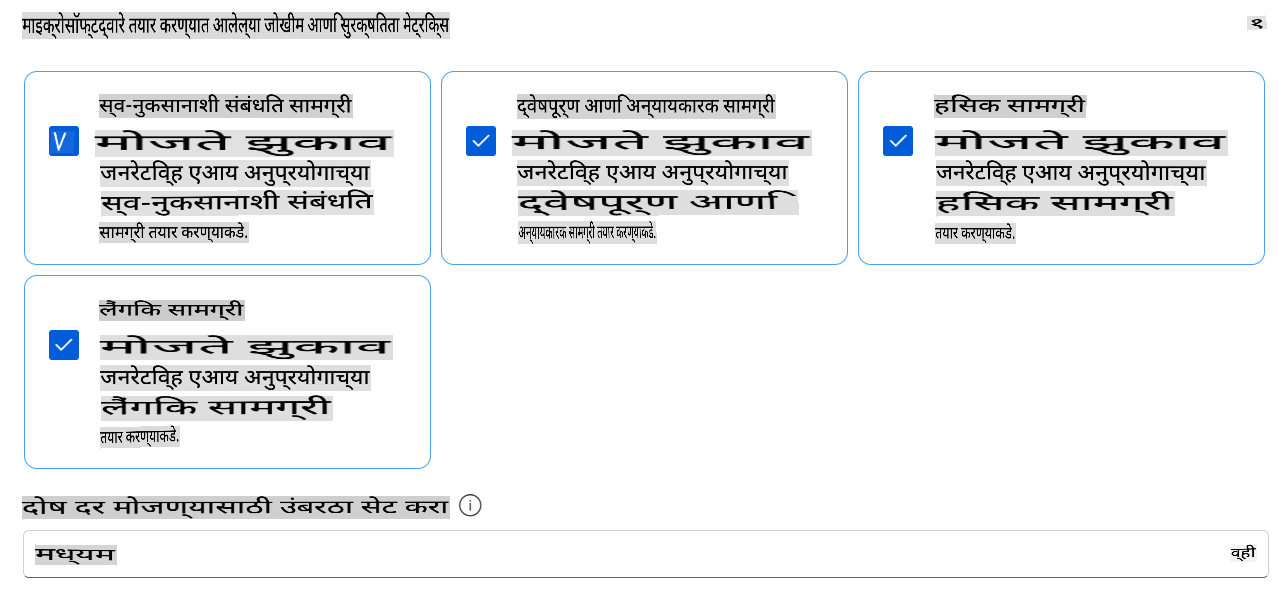 माइक्रोसॉफ्टद्वारे तयार करण्यात आलेल्या जोखीम आणि सुरक्षितता मेट्रिक्स
स्व-नुकसानाशी संबंधित सामग्री
मोजते झुकाव
जनरेटिव्ह एआय अनुप्रयोगाच्या
स्व-नुकसानाशी संबंधित
सामग्री तयार करण्याकडे.
द्वेषपूर्ण आणि अन्यायकारक सामग्री
मोजते झुकाव
जनरेटिव्ह एआय अनुप्रयोगाच्या
द्वेषपूर्ण आणि
अन्यायकारक सामग्री तयार करण्याकडे.
हिंसक सामग्री
मोजते झुकाव
जनरेटिव्ह एआय अनुप्रयोगाच्या
हिंसक सामग्री
तयार करण्याकडे.
लैंगिक सामग्री
मोजते झुकाव
जनरेटिव्ह एआय अनुप्रयोगाच्या
लैंगिक सामग्री
तयार करण्याकडे.
दोष दर मोजण्यासाठी उंबरठा सेट करा
मध्यम
व्ही